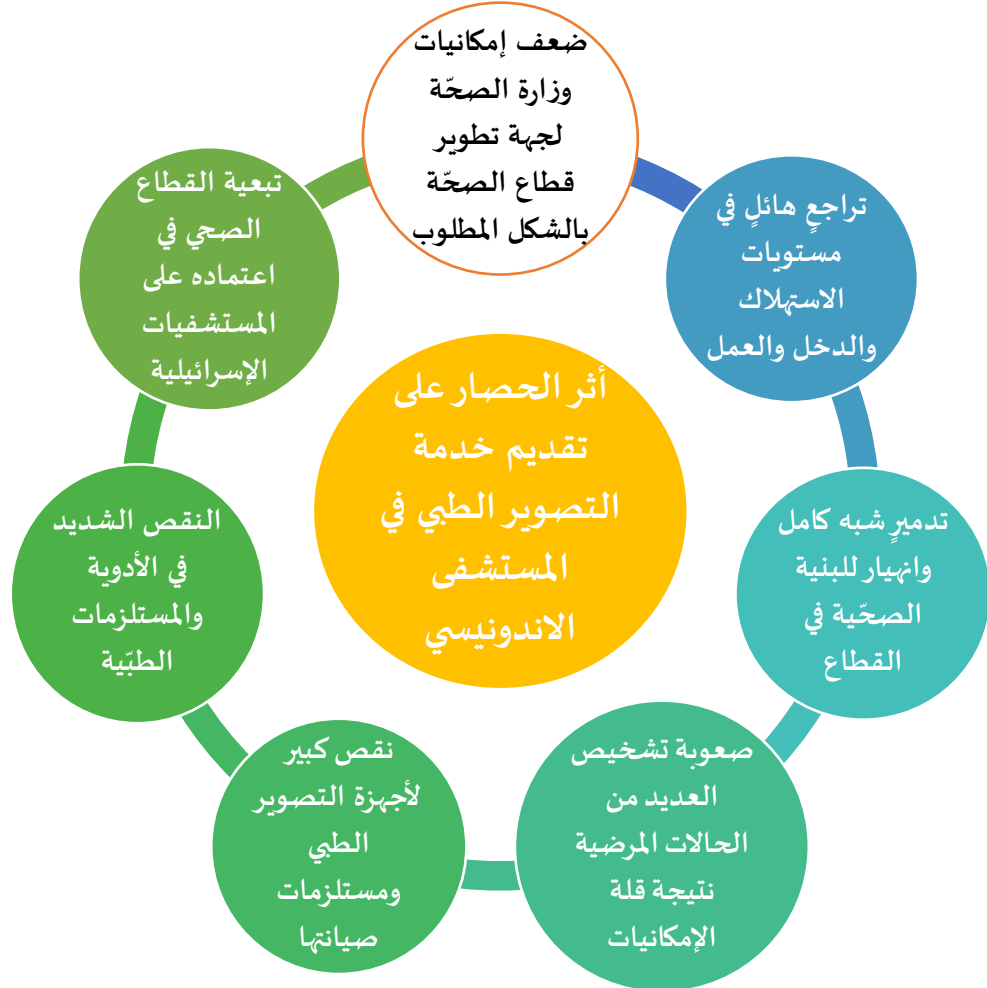 ضعف إمكانيات
وزارة الصحّة
لجهة تطوير
قطاع الصحّة
بالشكل المطلوب
تراجعٍ هائلٍ في
مستويات
الاستهلاك
والدخل والعمل
تدميرٍ شبه كامل
وانهيار للبنية
الصحّية في
القطاع
صعوبة تشخيص
العديد من
الحالات المرضية
نتيجة قلة
الإمكانيات
نقص كبير
لأجهزة التصوير
الطبي
ومستلزمات
صيانتها
النقص الشديد
في الأدوية
والمستلزمات
الطبّية
تبعية القطاع
الصحي في
اعتماده على
المستشفيات
الإسرائيلية
أثر الحصار على
تقديم خدمة
التصوير الطبي في
المستشفى
الاندونيسي